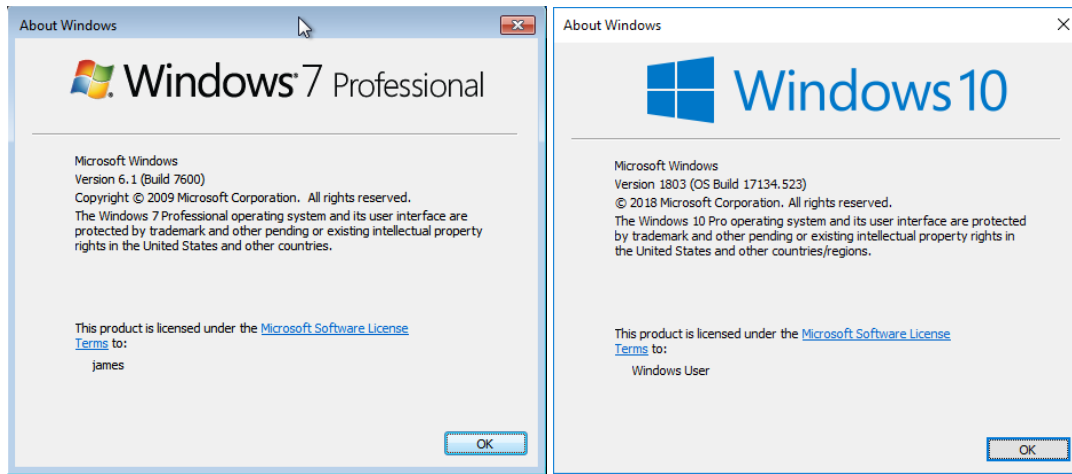 About Windows
Windows 7 Professional
Microsoft Windows
Version 6.1 (Build 7600)
Copyright © 2009 Microsoft Corporation. All rights reserved.
The Windows 7 Professional operating system and its user interface are
protected by trademark and other pending or existing intellectual property
rights in the United States and other countries.
This product is licensed under the Microsoft Software License
Terms to:
james
OK
About Windows
Windows 10
Microsoft Windows
Version 1803 (OS Build 17134.523)
© 2018 Microsoft Corporation. All rights reserved.
The Windows 10 Pro operating system and its user interface are protected
by trademark and other pending or existing intellectual property rights in
the United States and other countries/regions.
This product is licensed under the Microsoft Software License
Terms to:
Windows User
OK